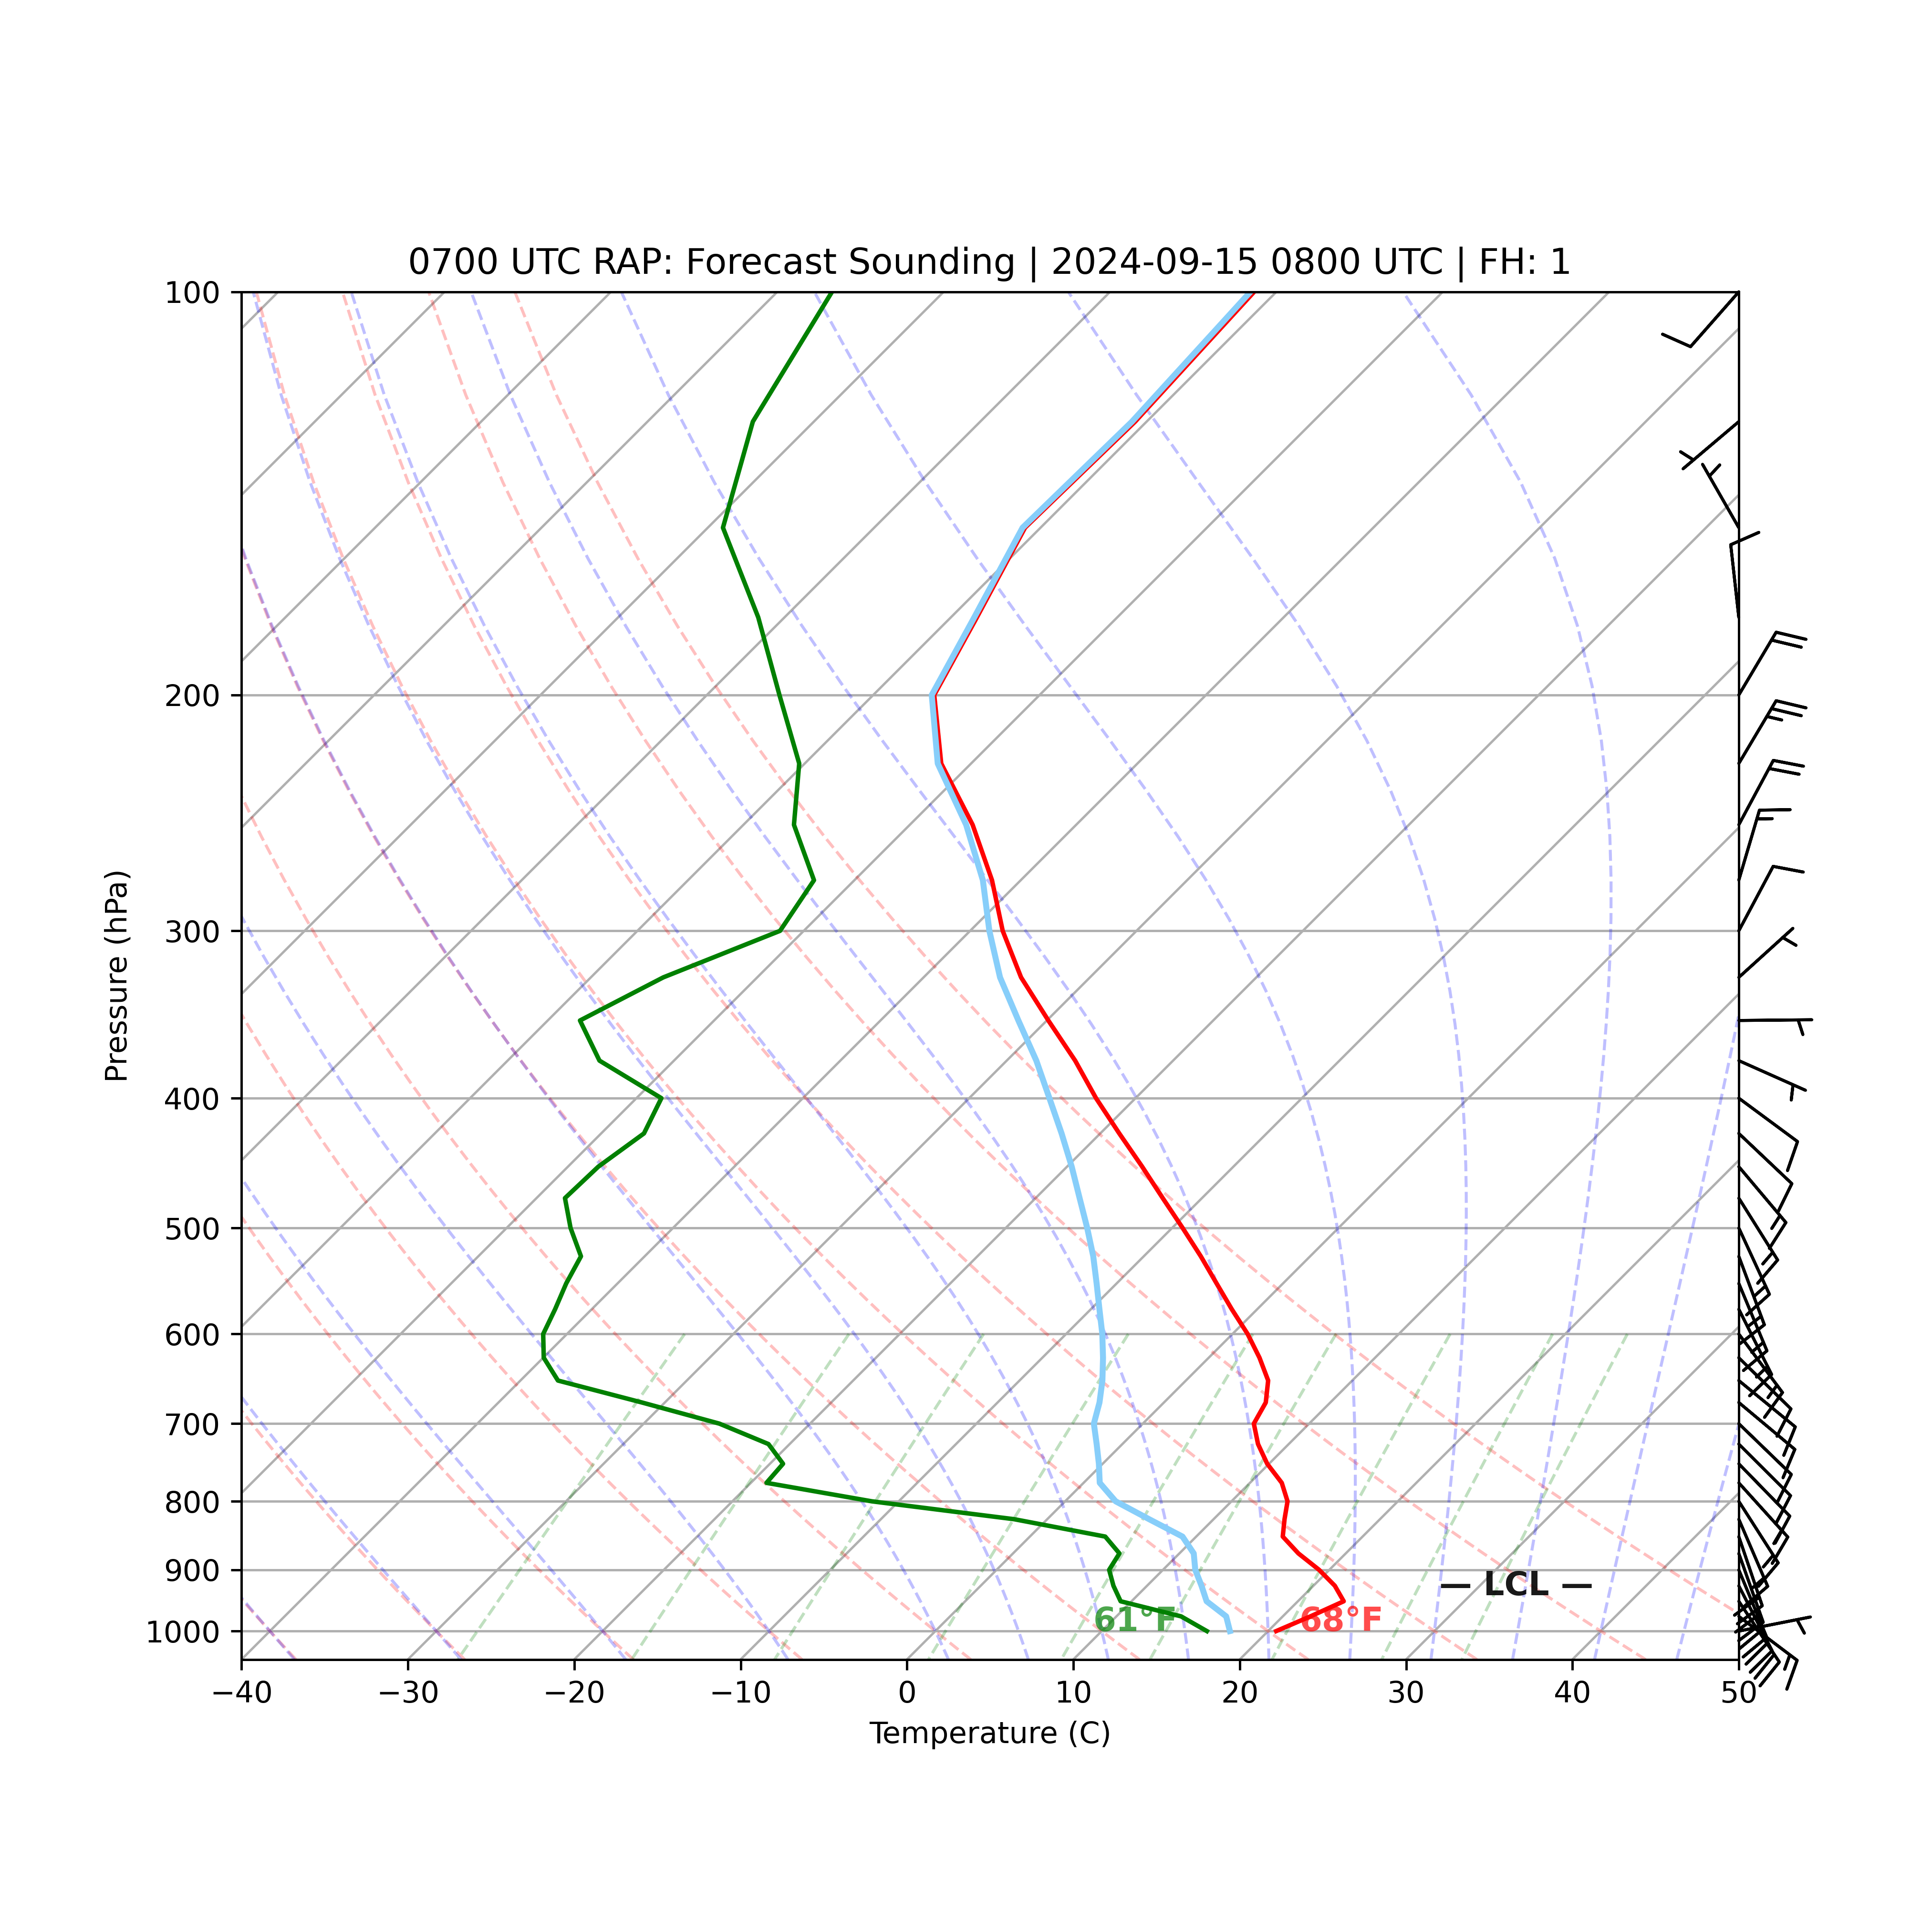 0700 UTC RAP: Forecast Sounding | 2024-09-15 0800 UTC | FH: 1
100
200
300
400
500
600
700
800
900
1000
Pressure (hPa)
— LCL —
61°F 68°F
−40 −30 −20 −10 0 10 20 30 40 50
Temperature (C)